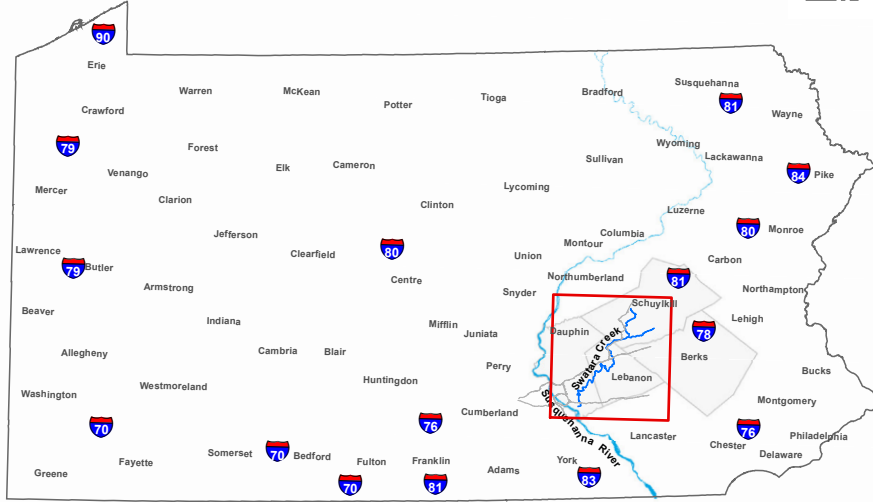 90
Erie
Warren
McKean
Potter
Tioga
Bradford
Susquehanna
81
Crawford
Wayne
79
Forest
Wyoming
Lackawanna
Sullivan
Elk
Cameron
84
Pike
Venango
Mercer
Clarion
Lycoming
Clinton
Luzerne
80
Monroe
Jefferson
Columbia
Montour
80
Lawrence
Clearfield
Union
Carbon
79
Butler
Centre
Northumberland
81
Armstrong
Snyder
Northampton
Schuylkill
Beaver
Indiana
Mifflin
Juniata
Dauphin
78
Lehigh
Swatara Creek
Allegheny
Cambria
Blair
Perry
Berks
Bucks
Huntingdon
Lebanon
Westmoreland
Washington
Montgomery
Cumberland
Susquehanna River
70
76
76
Lancaster
Philadelphia
Chester
Delaware
Somerset
70
Bedford
Fulton
Franklin
York
Adams
Fayette
Greene
70
81
83